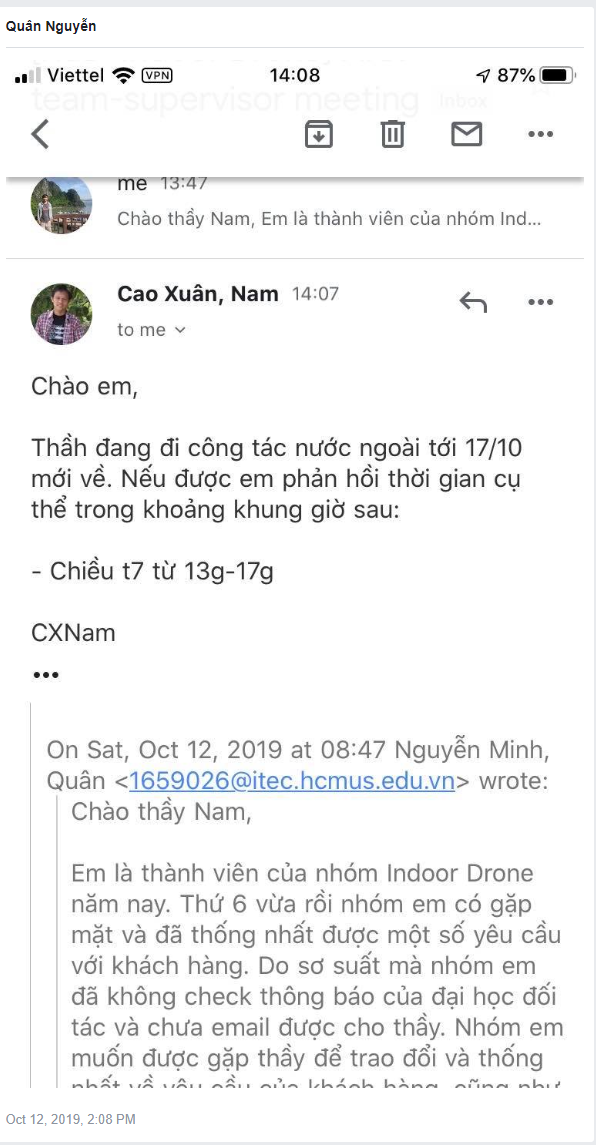 Quân Nguyễn
Viettel VPN 14:08 87%
team-supervisor meeting Inbox
me 13:47
Chào thầy Nam, Em là thành viên của nhóm Ind...
Cao Xuân, Nam 14:07
to me
Chào em,
Thầh đang đi công tác nước ngoài tới 17/10
mới về. Nếu được em phản hồi thời gian cụ
thể trong khoảng khung giờ sau:
- Chiều t7 từ 13g-17g
CXNam
•••
On Sat, Oct 12, 2019 at 08:47 Nguyễn Minh,
Quân <1659026@itec.hcmus.edu.vn> wrote:
Chào thầy Nam,
Em là thành viên của nhóm Indoor Drone
năm nay. Thứ 6 vừa rồi nhóm em có gặp
mặt và đã thống nhất được một số yêu cầu
với khách hàng. Do sơ suất mà nhóm em
đã không check thông báo của đại học đối
tác và chưa email được cho thầy. Nhóm em
muốn được gặp thầy để trao đổi và thống
nhất về yêu cầu của khách hàng, cũng như
Oct 12, 2019, 2:08 PM